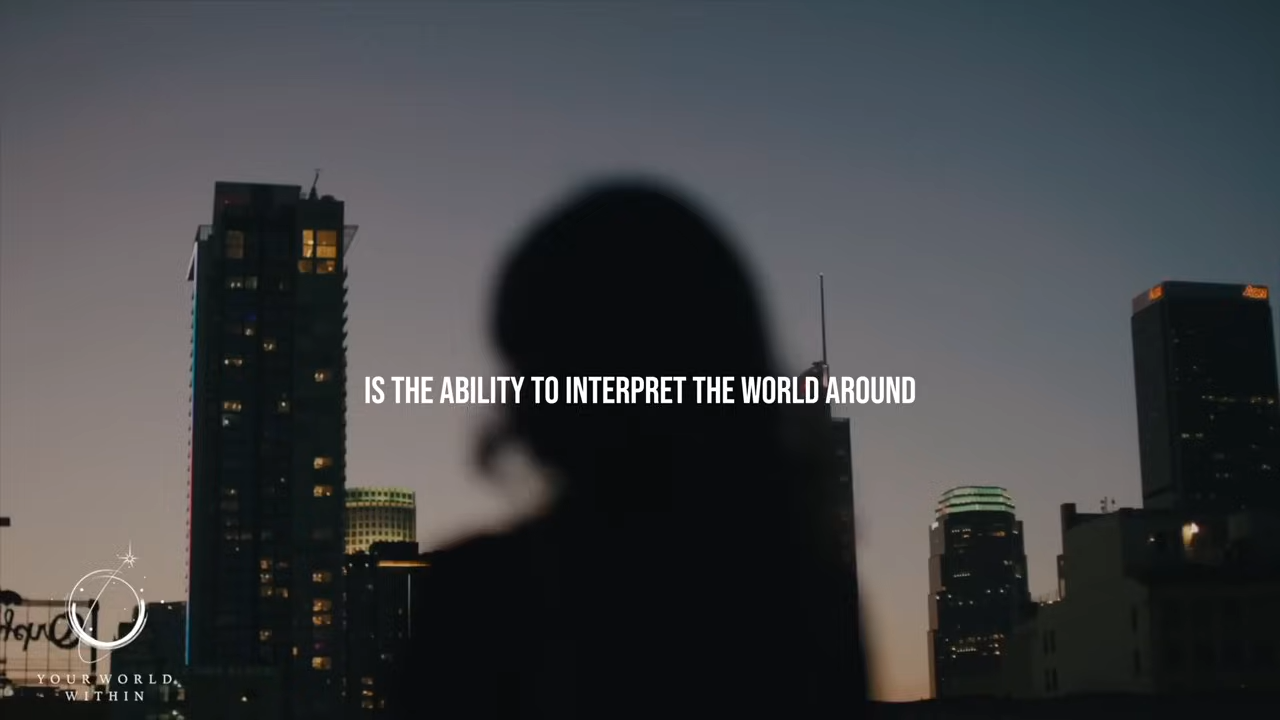 IS THE ABILITY TO INTERPRET THE WORLD AROUND
YOUR WORLD
WITHIN